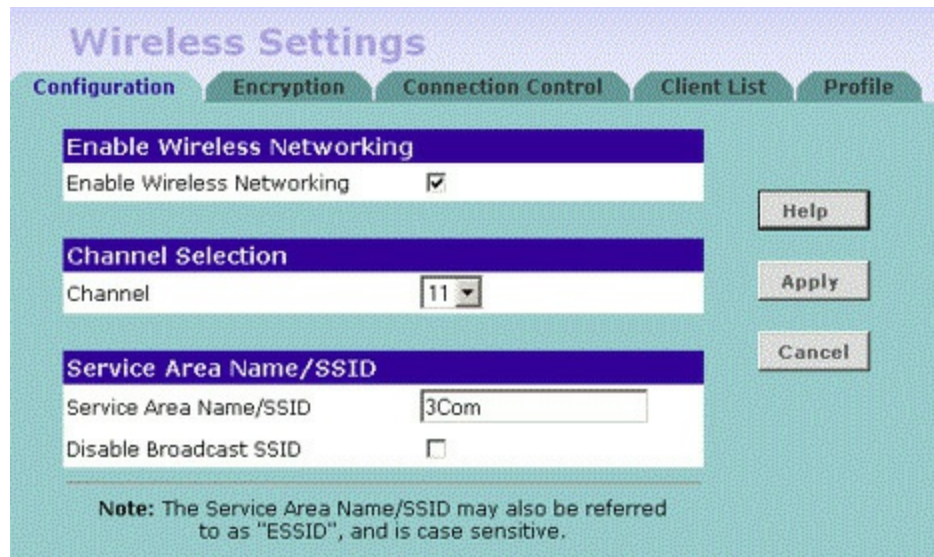 Wireless Settings
Configuration Encryption Connection Control Client List Profile
Enable Wireless Networking
Enable Wireless Networking
Help
Channel Selection
Channel 11
Apply
Service Area Name/SSID
Cancel
Service Area Name/SSID 3Com
Disable Broadcast SSID
Note: The Service Area Name/SSID may also be referred
to as "ESSID", and is case sensitive.